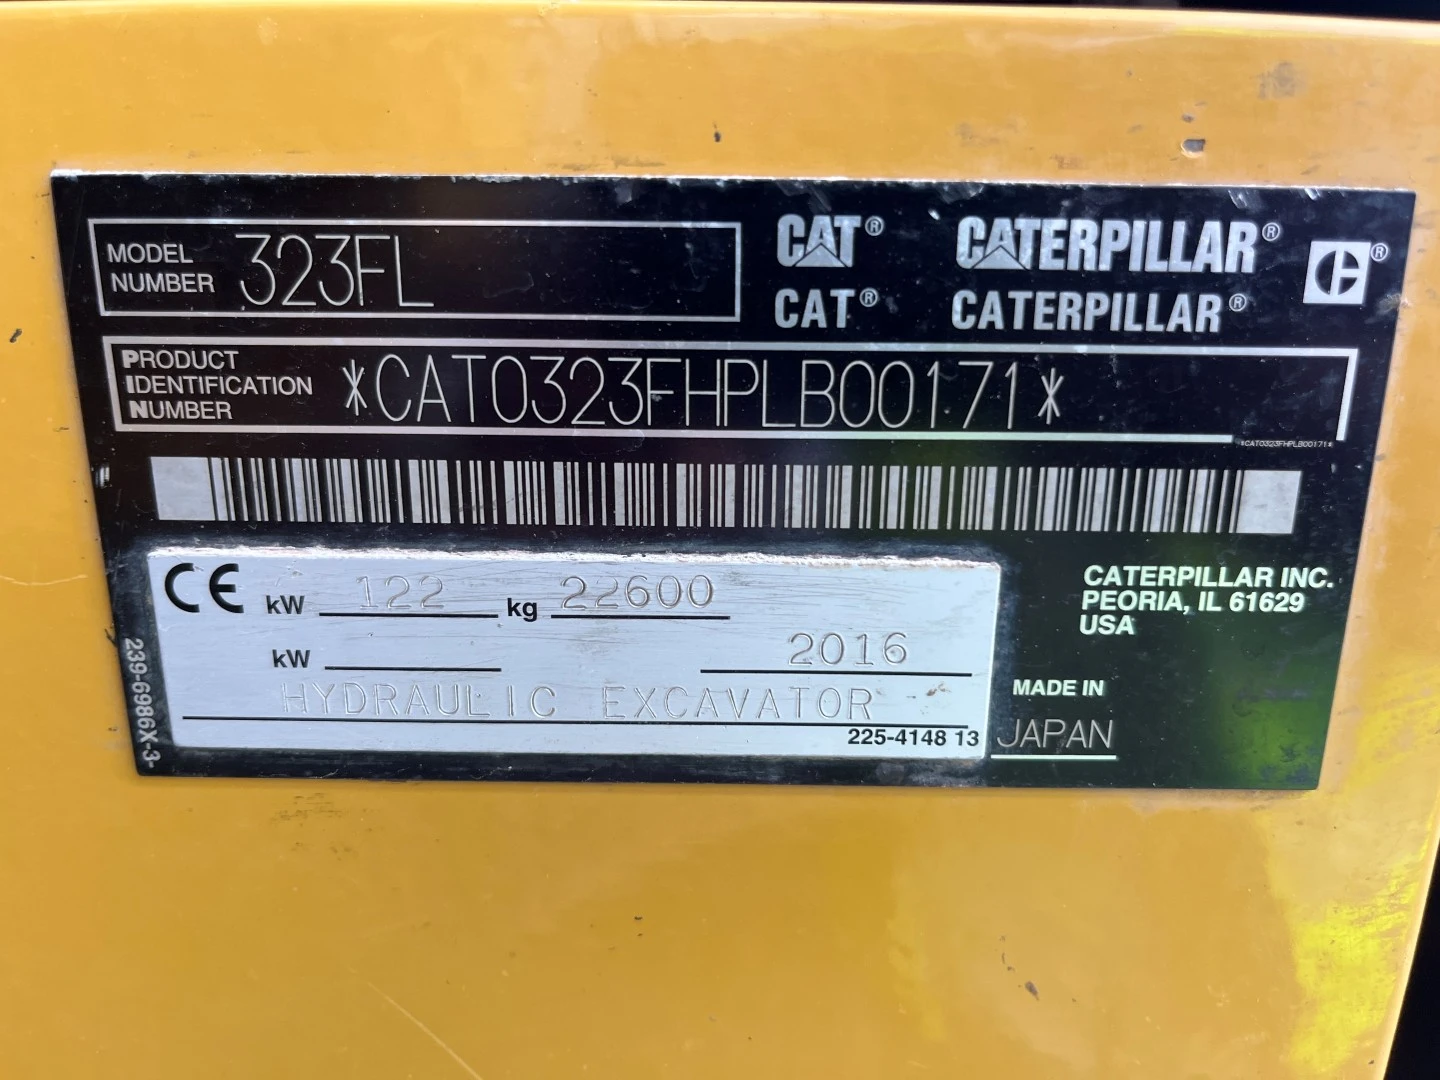 MODEL NUMBER 323FL
CAT® CATERPILLAR® ®
CAT® CATERPILLAR®
PRODUCT IDENTIFICATION NUMBER *CAT0323FHPLB00171*
*CAT0323FHPLB00171*
CE kW 122 kg 22600
kW 2016
HYDRAULIC EXCAVATOR
225-4148 13
239-6986X-3-
CATERPILLAR INC.
PEORIA, IL 61629
USA
MADE IN
JAPAN